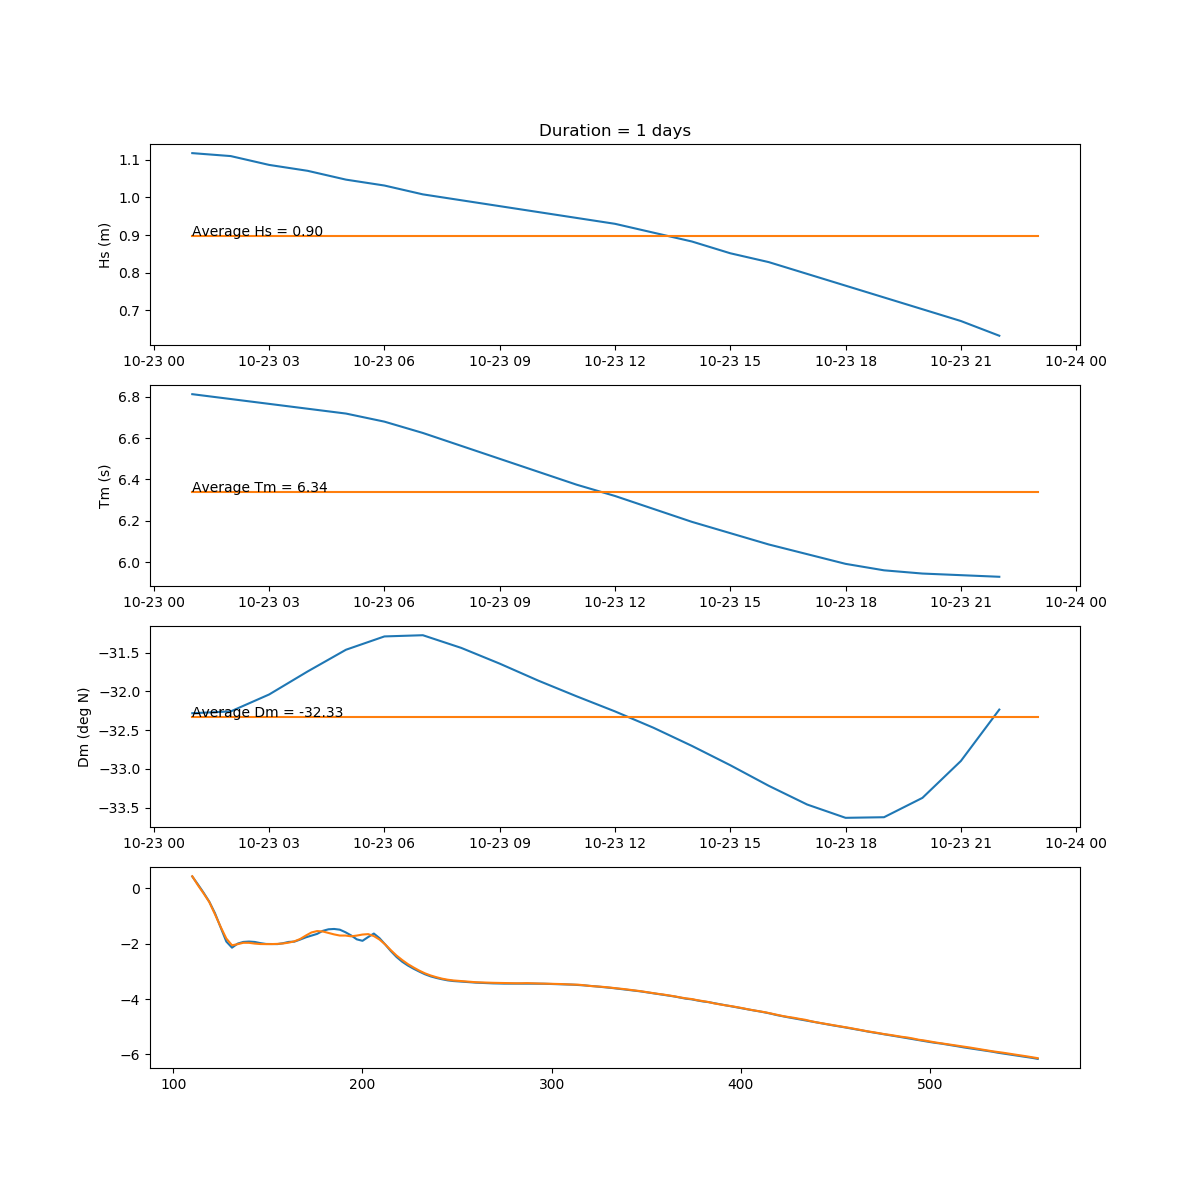 Duration = 1 days
Hs (m)
1.1
1.0
0.9
0.8
0.7
Average Hs = 0.90
10-23 00 10-23 03 10-23 06 10-23 09 10-23 12 10-23 15 10-23 18 10-23 21 10-24 00
Tm (s)
6.8
6.6
6.4
6.2
6.0
Average Tm = 6.34
10-23 00 10-23 03 10-23 06 10-23 09 10-23 12 10-23 15 10-23 18 10-23 21 10-24 00
Dm (deg N)
−31.5
−32.0
−32.5
−33.0
−33.5
Average Dm = -32.33
10-23 00 10-23 03 10-23 06 10-23 09 10-23 12 10-23 15 10-23 18 10-23 21 10-24 00
0
−2
−4
−6
100 200 300 400 500